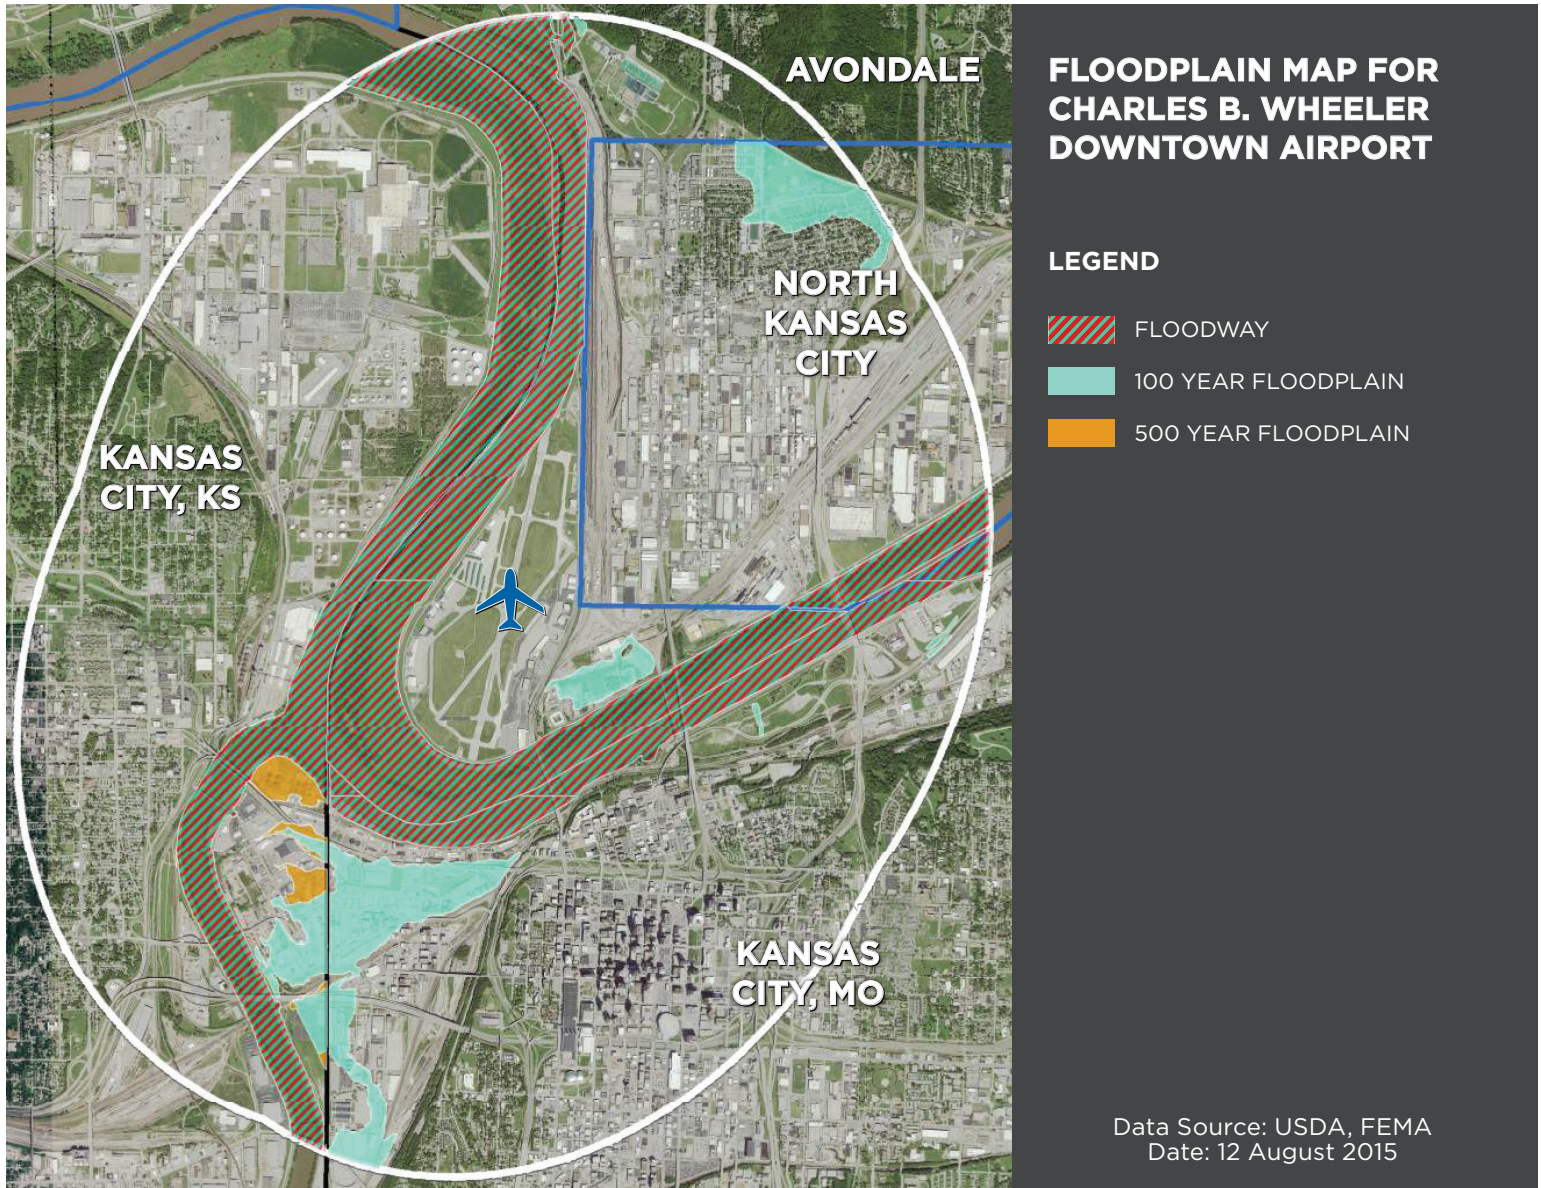 AVONDALE
NORTH
KANSAS
CITY
KANSAS
CITY, KS
KANSAS
CITY, MO
FLOODPLAIN MAP FOR
CHARLES B. WHEELER
DOWNTOWN AIRPORT
LEGEND
FLOODWAY
100 YEAR FLOODPLAIN
500 YEAR FLOODPLAIN
Data Source: USDA, FEMA
Date: 12 August 2015